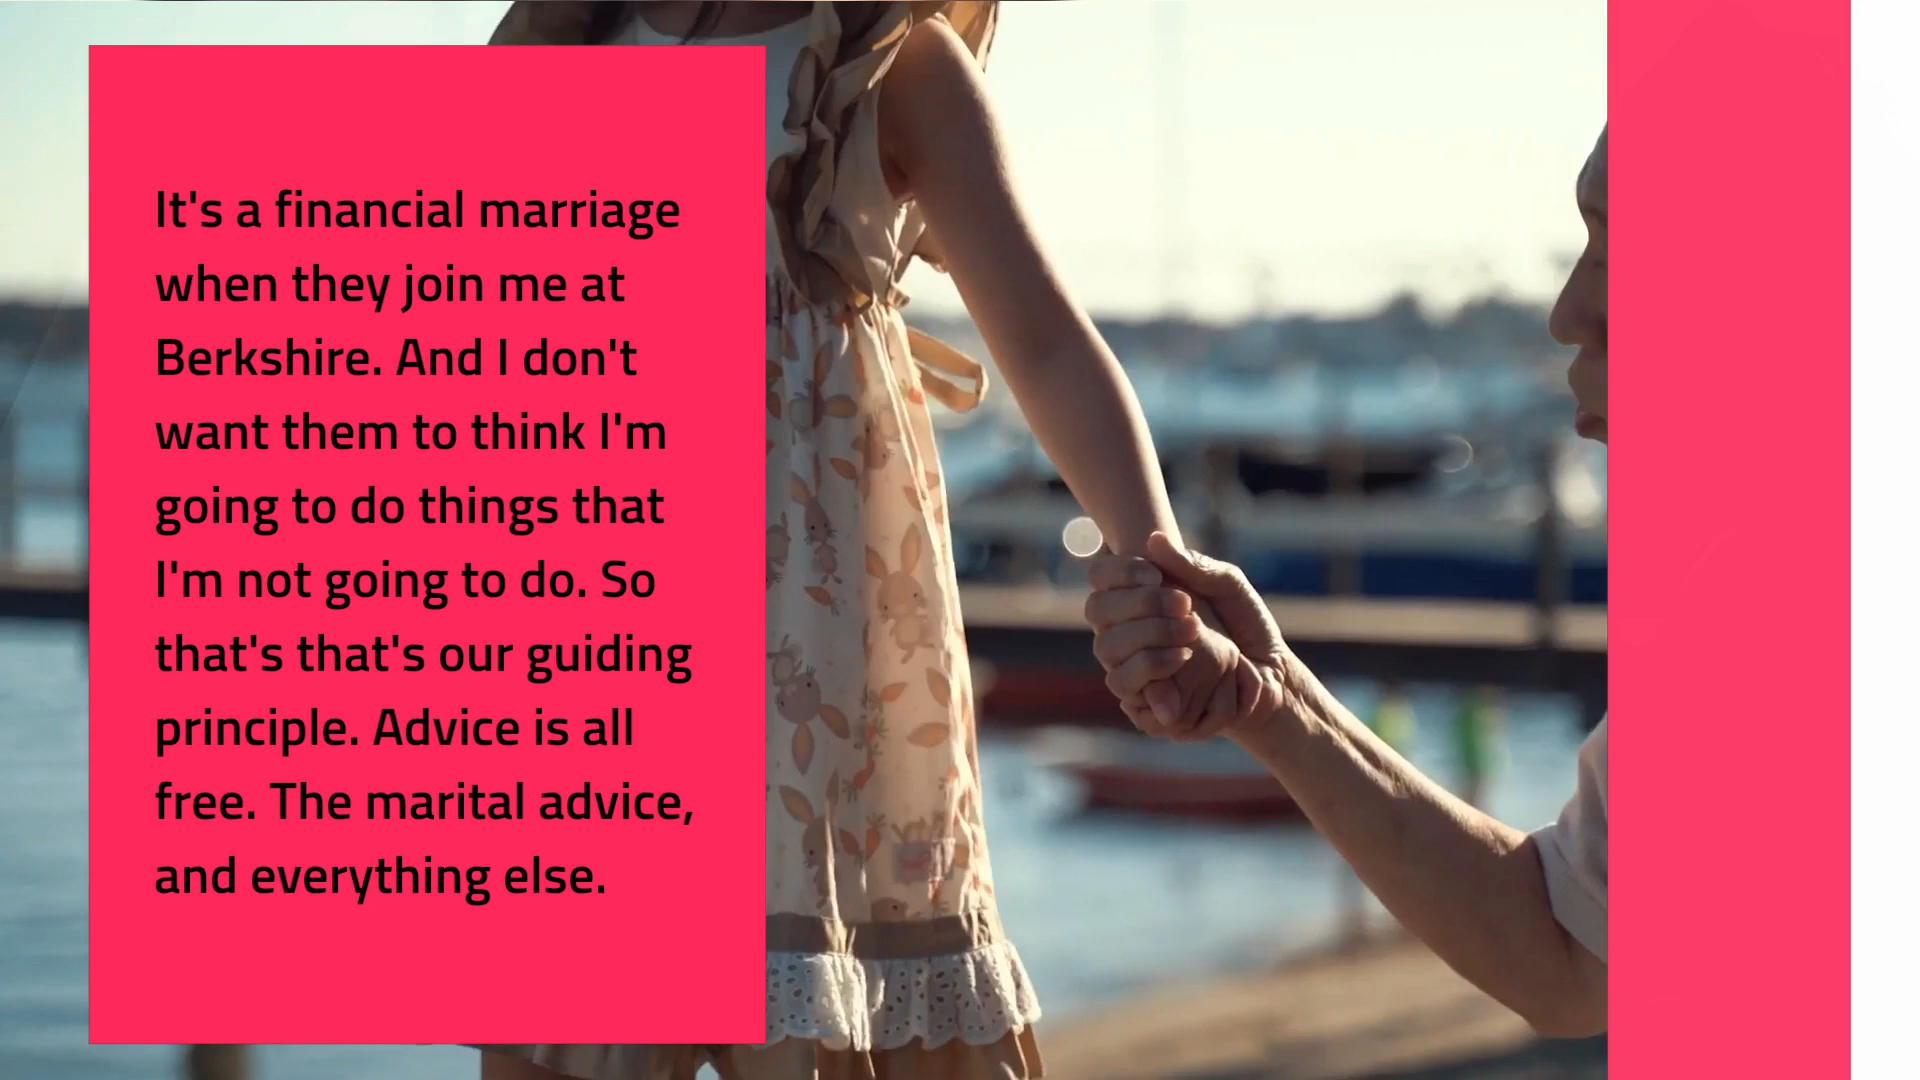 It's a financial marriage
when they join me at
Berkshire. And I don't
want them to think I'm
going to do things that
I'm not going to do. So
that's that's our guiding
principle. Advice is all
free. The marital advice,
and everything else.